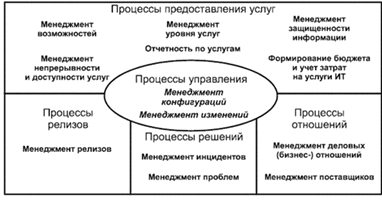 Процессы предоставления услуг
Менеджмент
возможностей
Менеджмент
уровня услуг
Менеджмент
защищенности
информации
Отчетность по услугам
Менеджмент
непрерывности
и доступности услуг
Формирование бюджета
и учет затрат
на услуги ИТ
Процессы управления
Менеджмент
конфигураций
Менеджмент изменений
Процессы
релизов
Менеджмент релизов
Процессы решений
Менеджмент инцидентов
Менеджмент проблем
Процессы
отношений
Менеджмент деловых
(бизнес-) отношений
Менеджмент поставщиков